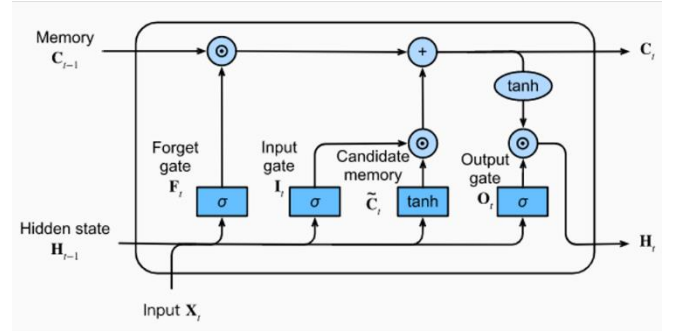 Memory
C_{t−1}
C_t
tanh
Forget
gate
F_t
Input
gate
I_t
Candidate
memory
C̃_t
Output
gate
O_t
σ
σ
tanh
σ
Hidden state
H_{t−1}
H_t
Input X_t